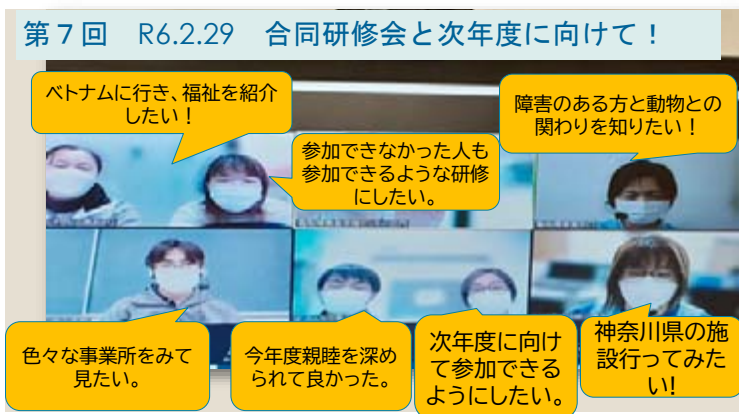 第７回　R6.2.29　合同研修会と次年度に向けて！
ベトナムに行き、福祉を紹介
したい！
障害のある方と動物との
関わりを知りたい！
参加できなかった人も
参加できるような研修
にしたい。
色々な事業所をみて
見たい。
今年度親睦を深め
られて良かった。
次年度に向け
て参加できる
ようにしたい。
神奈川県の施
設行ってみた
い!